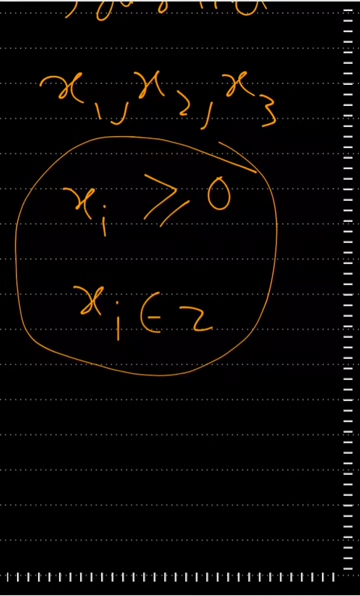 x₁, x₂, x₃
xᵢ ≥ 0
xᵢ ∈ z